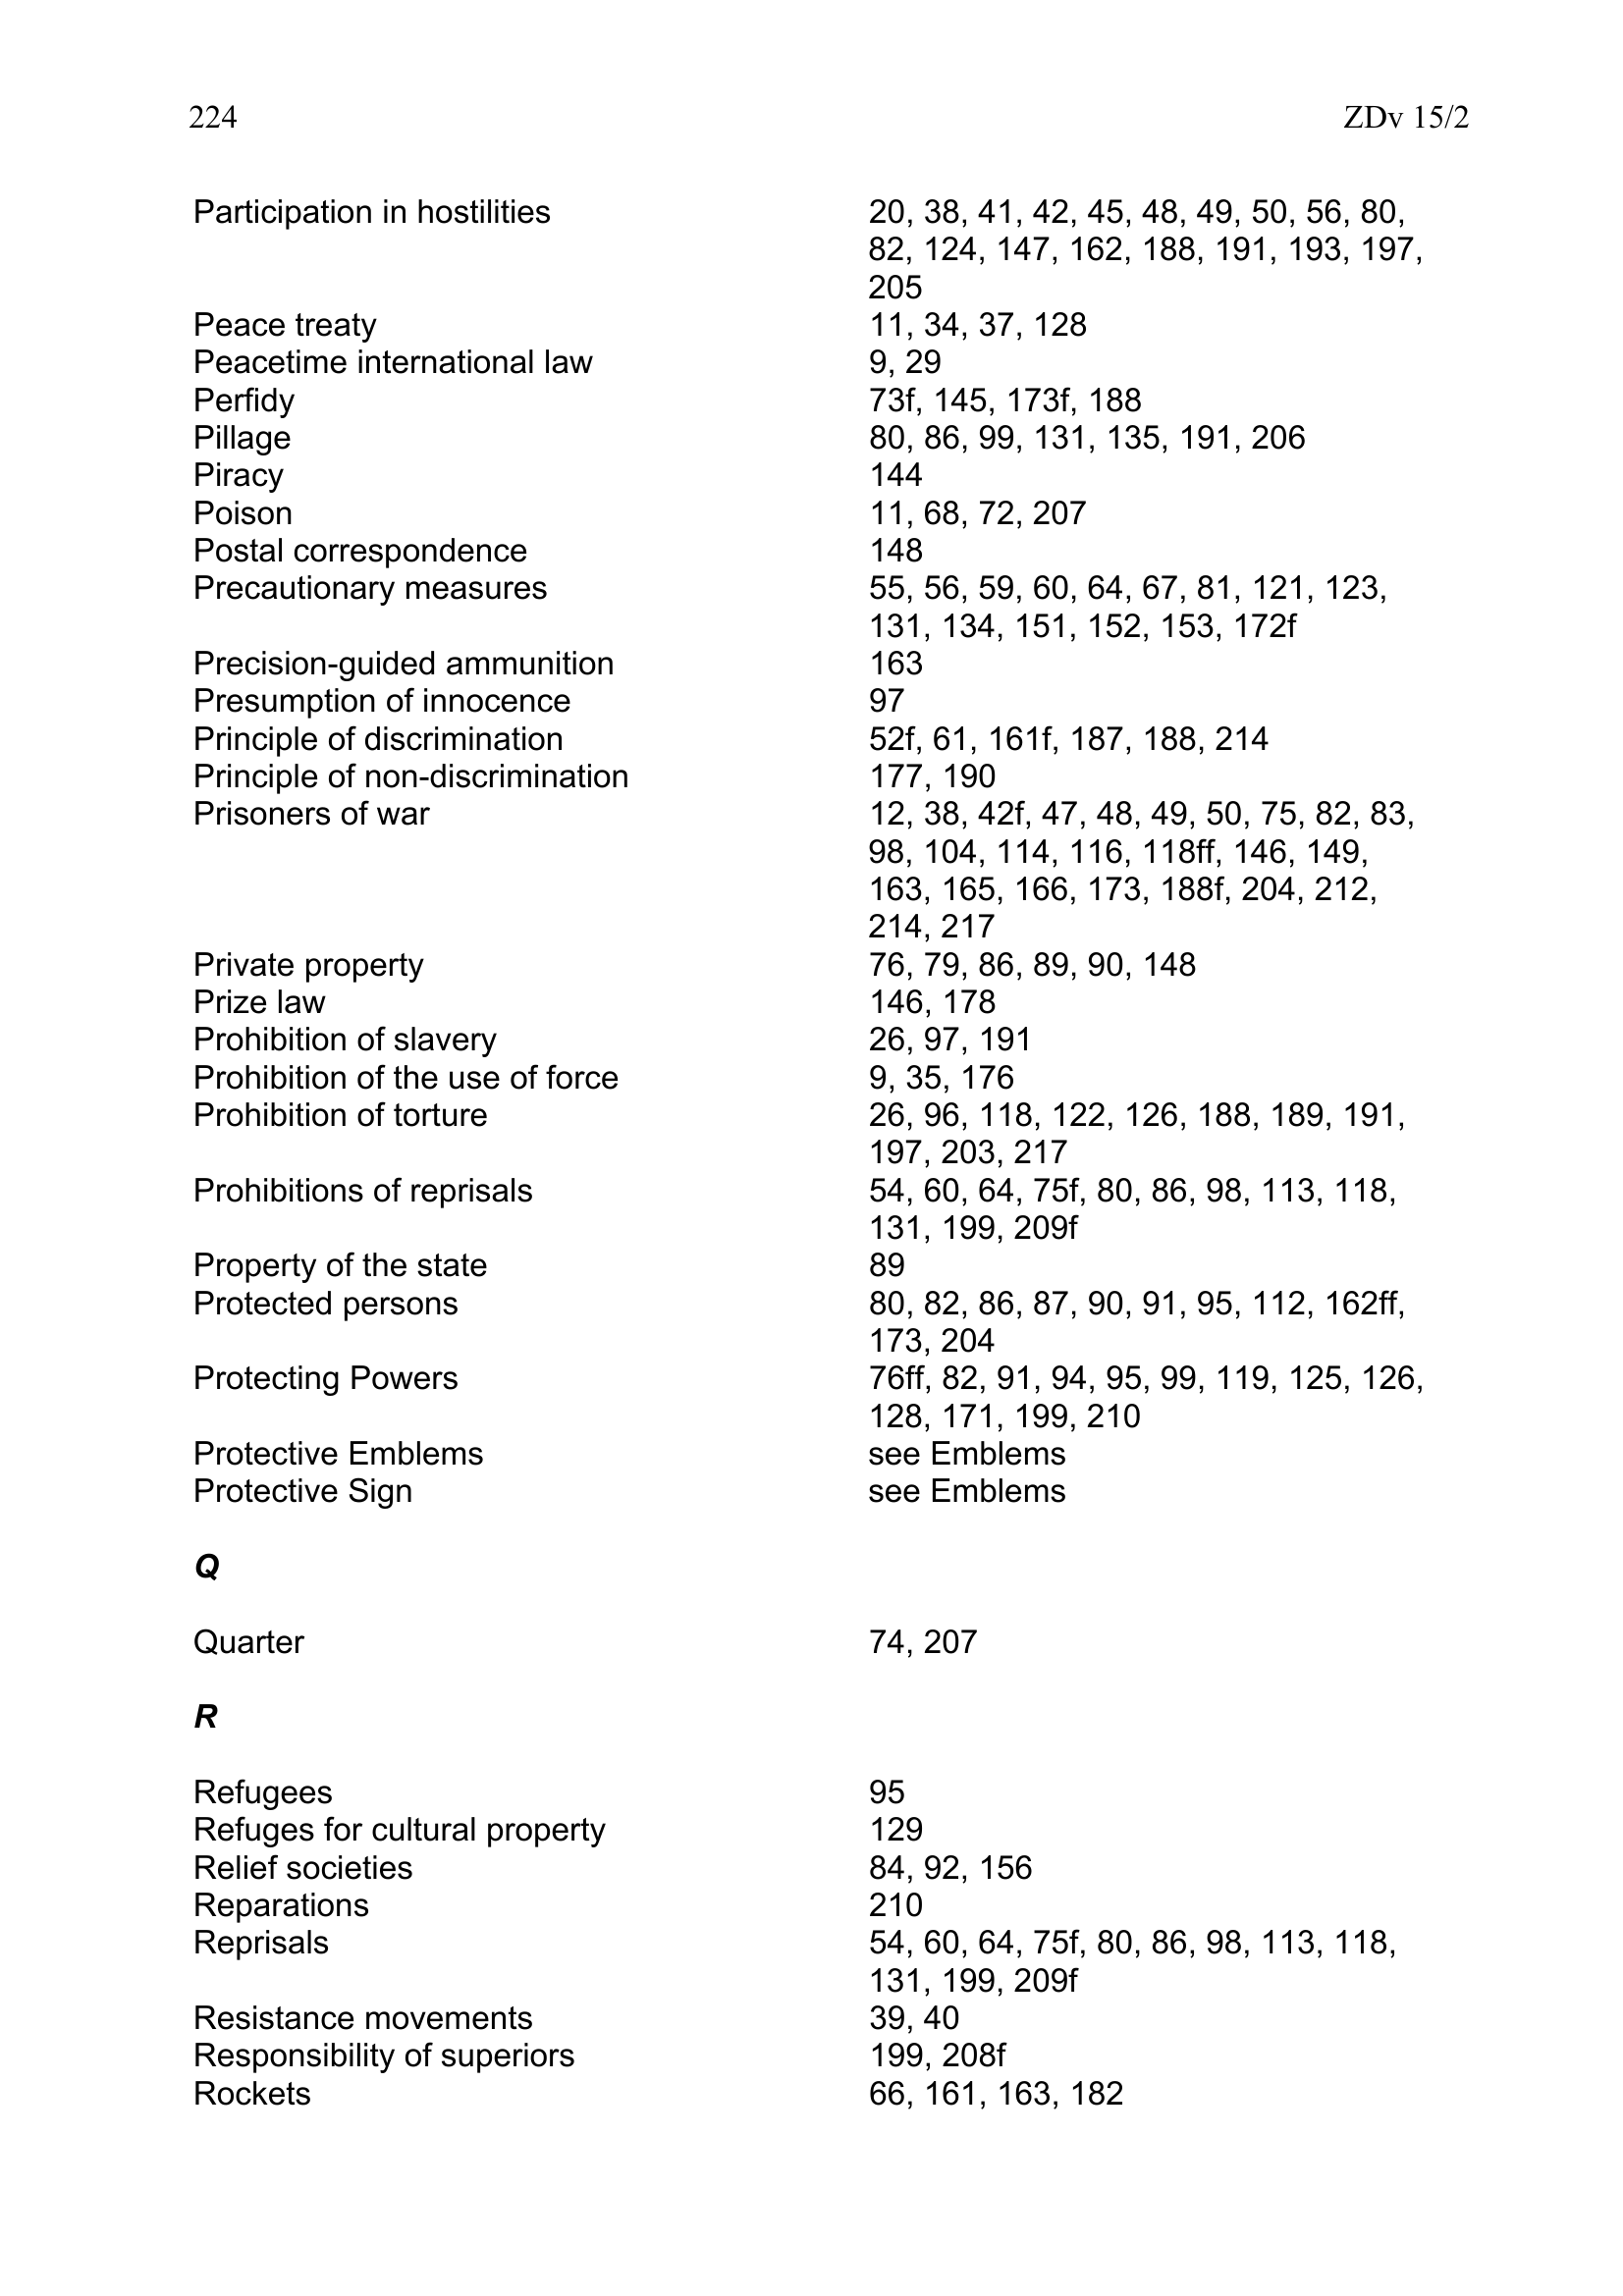 224 ZDv 15/2
Participation in hostilities 20, 38, 41, 42, 45, 48, 49, 50, 56, 80,
82, 124, 147, 162, 188, 191, 193, 197,
205
Peace treaty 11, 34, 37, 128
Peacetime international law 9, 29
Perfidy 73f, 145, 173f, 188
Pillage 80, 86, 99, 131, 135, 191, 206
Piracy 144
Poison 11, 68, 72, 207
Postal correspondence 148
Precautionary measures 55, 56, 59, 60, 64, 67, 81, 121, 123,
131, 134, 151, 152, 153, 172f
Precision-guided ammunition 163
Presumption of innocence 97
Principle of discrimination 52f, 61, 161f, 187, 188, 214
Principle of non-discrimination 177, 190
Prisoners of war 12, 38, 42f, 47, 48, 49, 50, 75, 82, 83,
98, 104, 114, 116, 118ff, 146, 149,
163, 165, 166, 173, 188f, 204, 212,
214, 217
Private property 76, 79, 86, 89, 90, 148
Prize law 146, 178
Prohibition of slavery 26, 97, 191
Prohibition of the use of force 9, 35, 176
Prohibition of torture 26, 96, 118, 122, 126, 188, 189, 191,
197, 203, 217
Prohibitions of reprisals 54, 60, 64, 75f, 80, 86, 98, 113, 118,
131, 199, 209f
Property of the state 89
Protected persons 80, 82, 86, 87, 90, 91, 95, 112, 162ff,
173, 204
Protecting Powers 76ff, 82, 91, 94, 95, 99, 119, 125, 126,
128, 171, 199, 210
Protective Emblems see Emblems
Protective Sign see Emblems
Q
Quarter 74, 207
R
Refugees 95
Refuges for cultural property 129
Relief societies 84, 92, 156
Reparations 210
Reprisals 54, 60, 64, 75f, 80, 86, 98, 113, 118,
131, 199, 209f
Resistance movements 39, 40
Responsibility of superiors 199, 208f
Rockets 66, 161, 163, 182